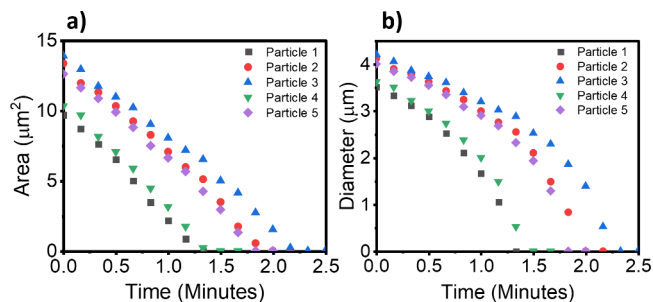 a)
15
10
5
0
Area (μm²)
Particle 1
Particle 2
Particle 3
Particle 4
Particle 5
0.0 0.5 1.0 1.5 2.0 2.5
Time (Minutes)
b)
4
3
2
1
0
Diameter (μm)
Particle 1
Particle 2
Particle 3
Particle 4
Particle 5
0.0 0.5 1.0 1.5 2.0 2.5
Time (Minutes)